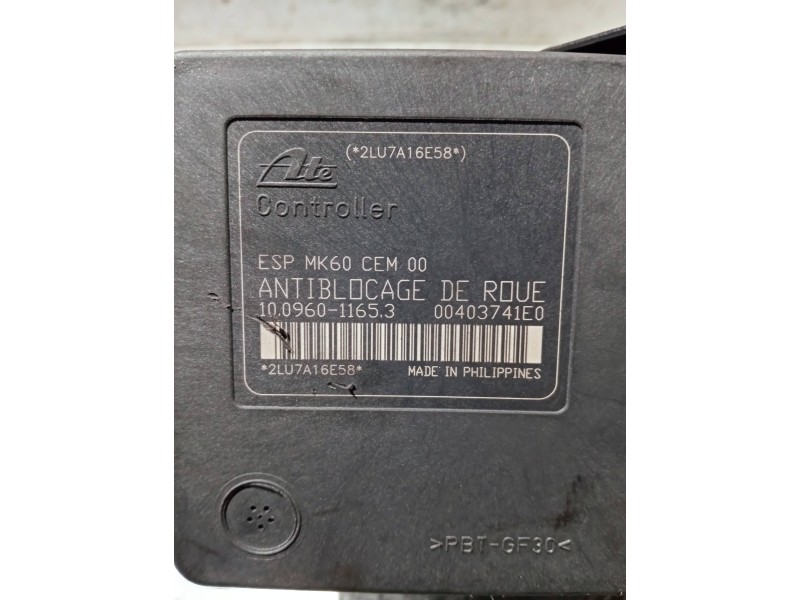 (*2LU7A16E58*)
Ate
Controller
ESP MK60 CEM 00
ANTIBLOCAGE DE ROUE
10.0960-1165.3 00403741E0
*2LU7A16E58* MADE IN PHILIPPINES
>PBT-GF30<